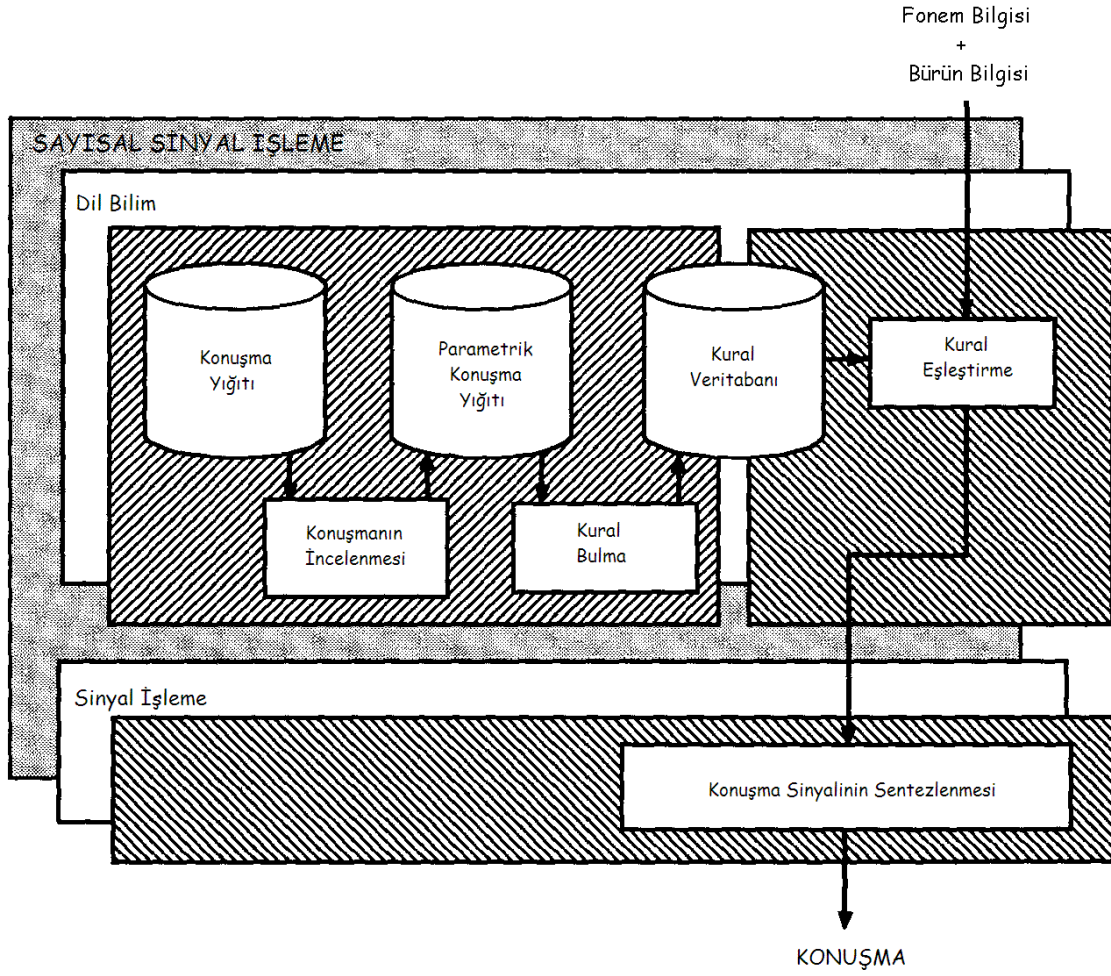 Fonem Bilgisi
+
Bürün Bilgisi
SAYISAL SİNYAL IŞLEME
Dil Bilim
Konuşma
Yığıtı
Parametrik
Konuşma
Yığıtı
Kural
Veritabanı
Kural
Eşleştirme
Konuşmanın
İncelenmesi
Kural
Bulma
Sinyal İşleme
Konuşma Sinyalinin Sentezlenmesi
KONUŞMA